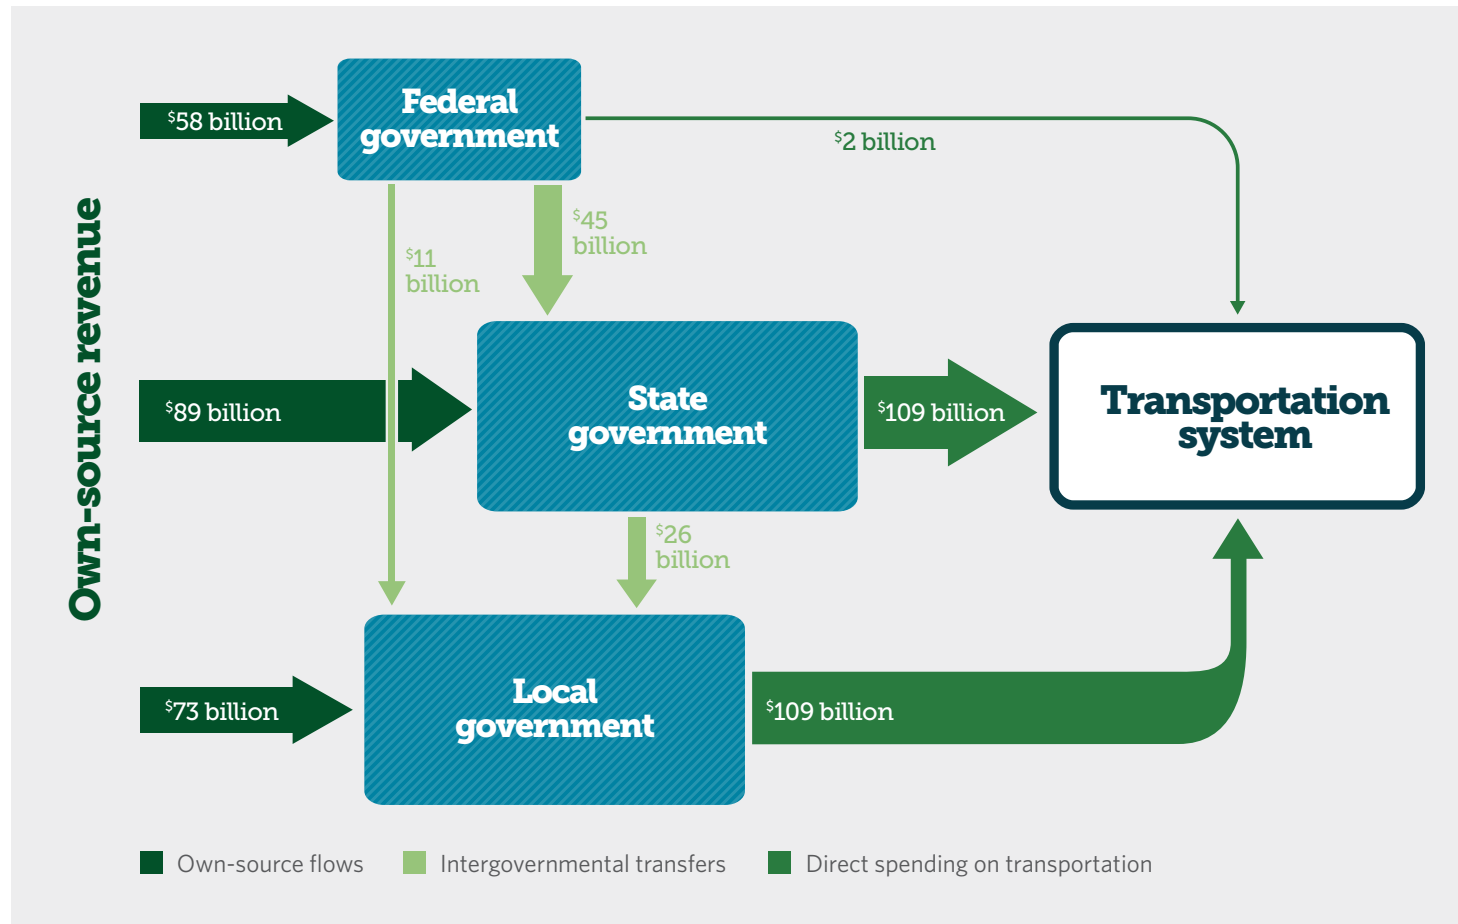 Own-source revenue
$58 billion
Federal
government
$2 billion
$45
billion
$11
billion
$89 billion
State
government
$109 billion
Transportation
system
$26
billion
$73 billion
Local
government
$109 billion
Own-source flows
Intergovernmental transfers
Direct spending on transportation